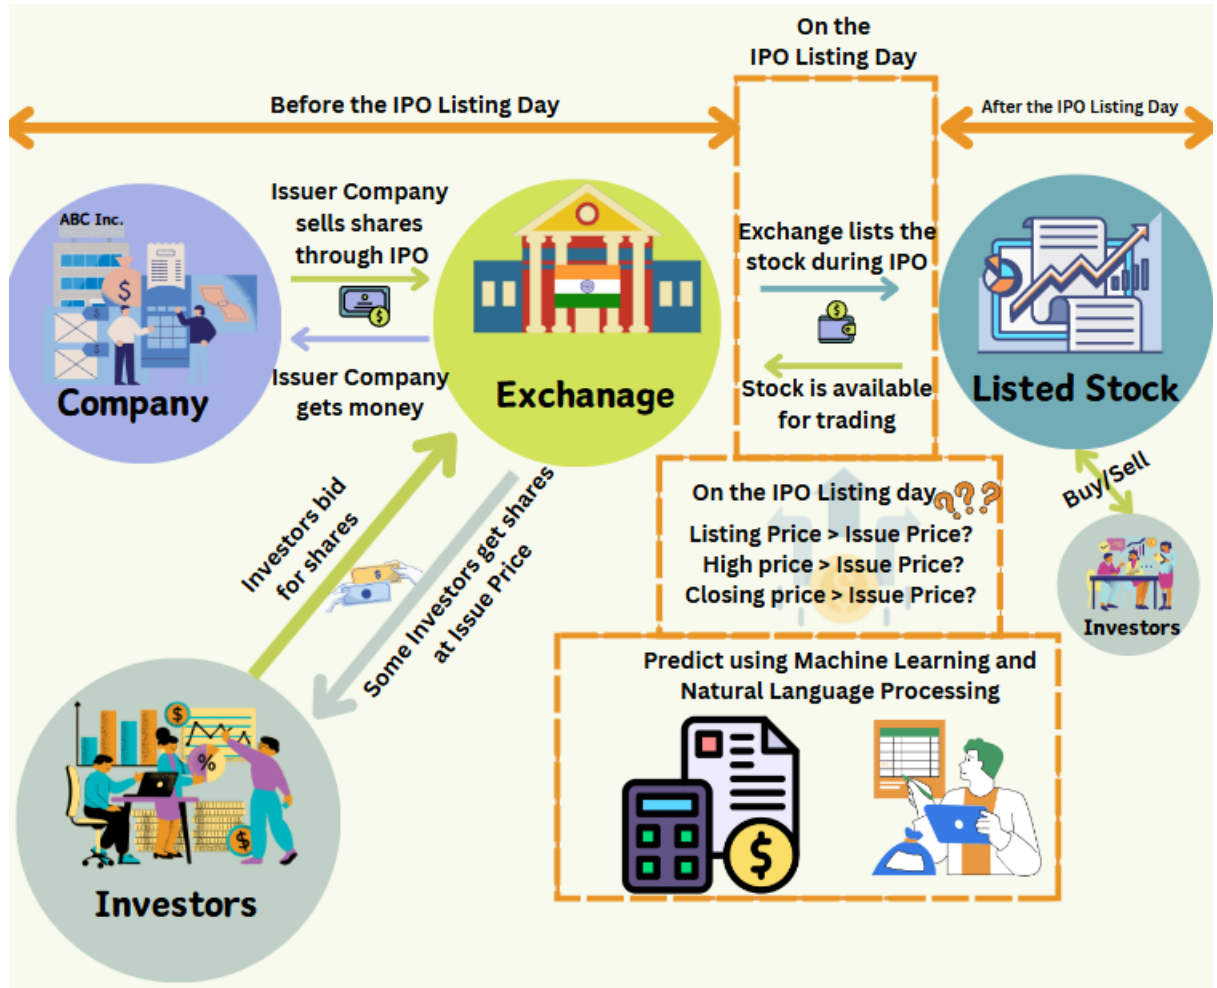 On the
IPO Listing Day
Before the IPO Listing Day
After the IPO Listing Day
ABC Inc.
$
Company
Issuer Company
sells shares
through IPO
$
Issuer Company
gets money
Exchanage
Exchange lists the
stock during IPO
$
Stock is available
for trading
Listed Stock
Buy/Sell
Investors
Investors bid
for shares
Some Investors get shares
at Issue Price
On the IPO Listing day
???
Listing Price > Issue Price?
High price > Issue Price?
Closing price > Issue Price?
Predict using Machine Learning and
Natural Language Processing
$
$
%
$
Investors